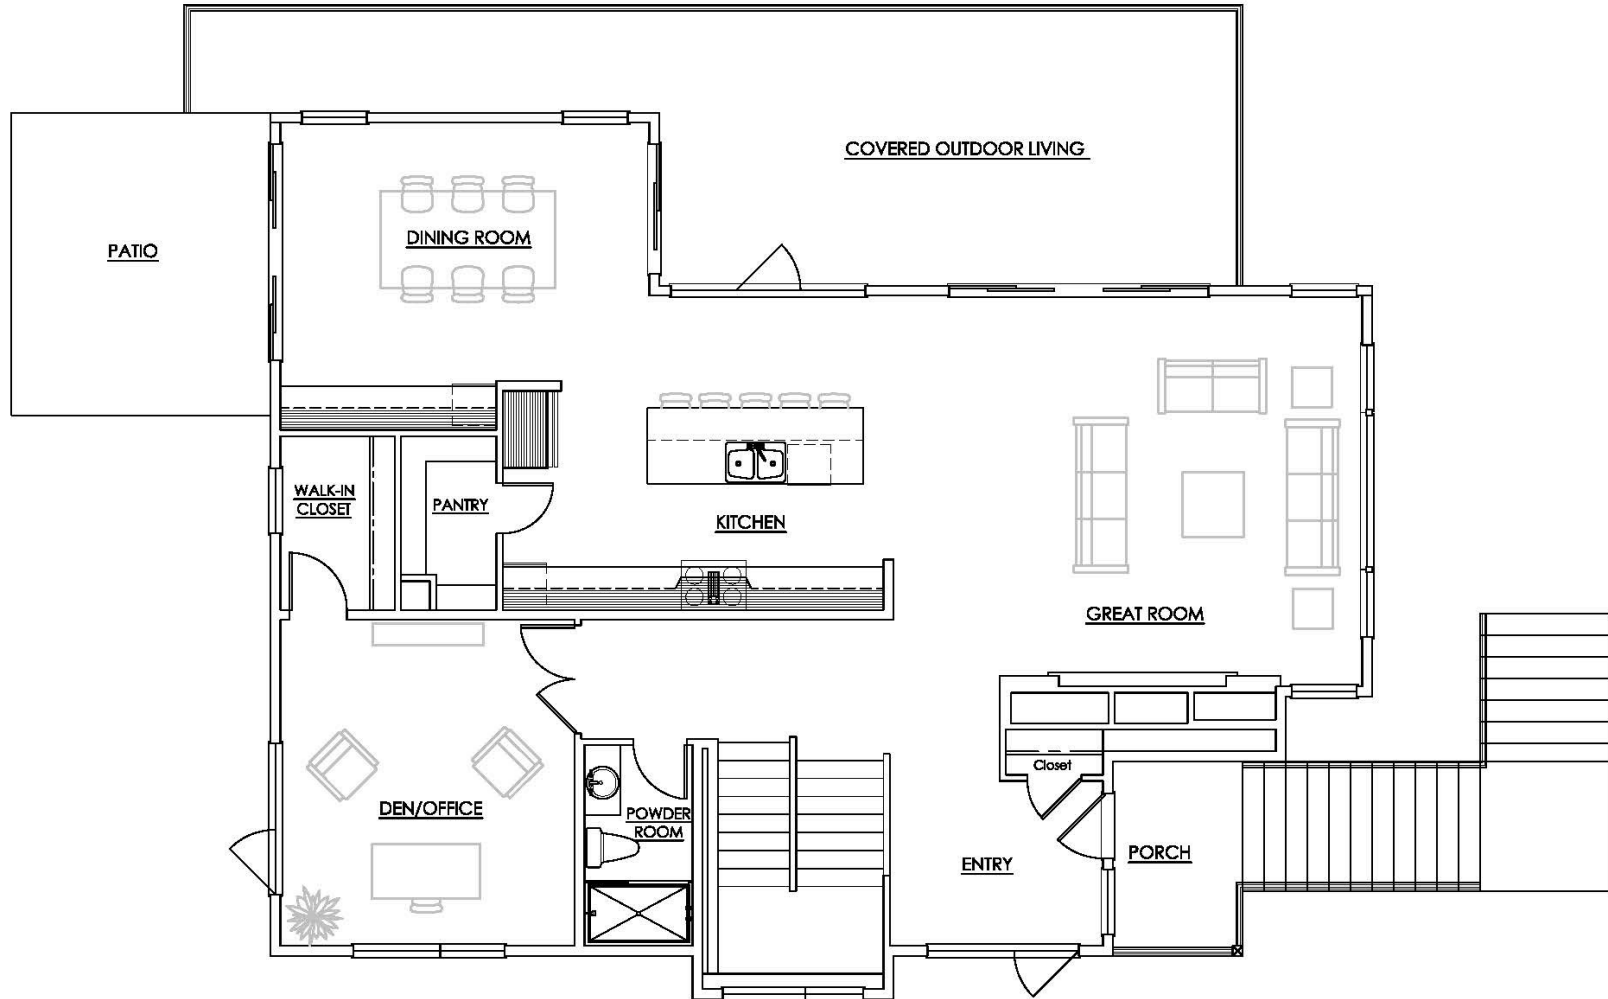 COVERED OUTDOOR LIVING
DINING ROOM
PATIO
WALK-IN
CLOSET
PANTRY
KITCHEN
GREAT ROOM
Closet
DEN/OFFICE
POWDER
ROOM
ENTRY
PORCH